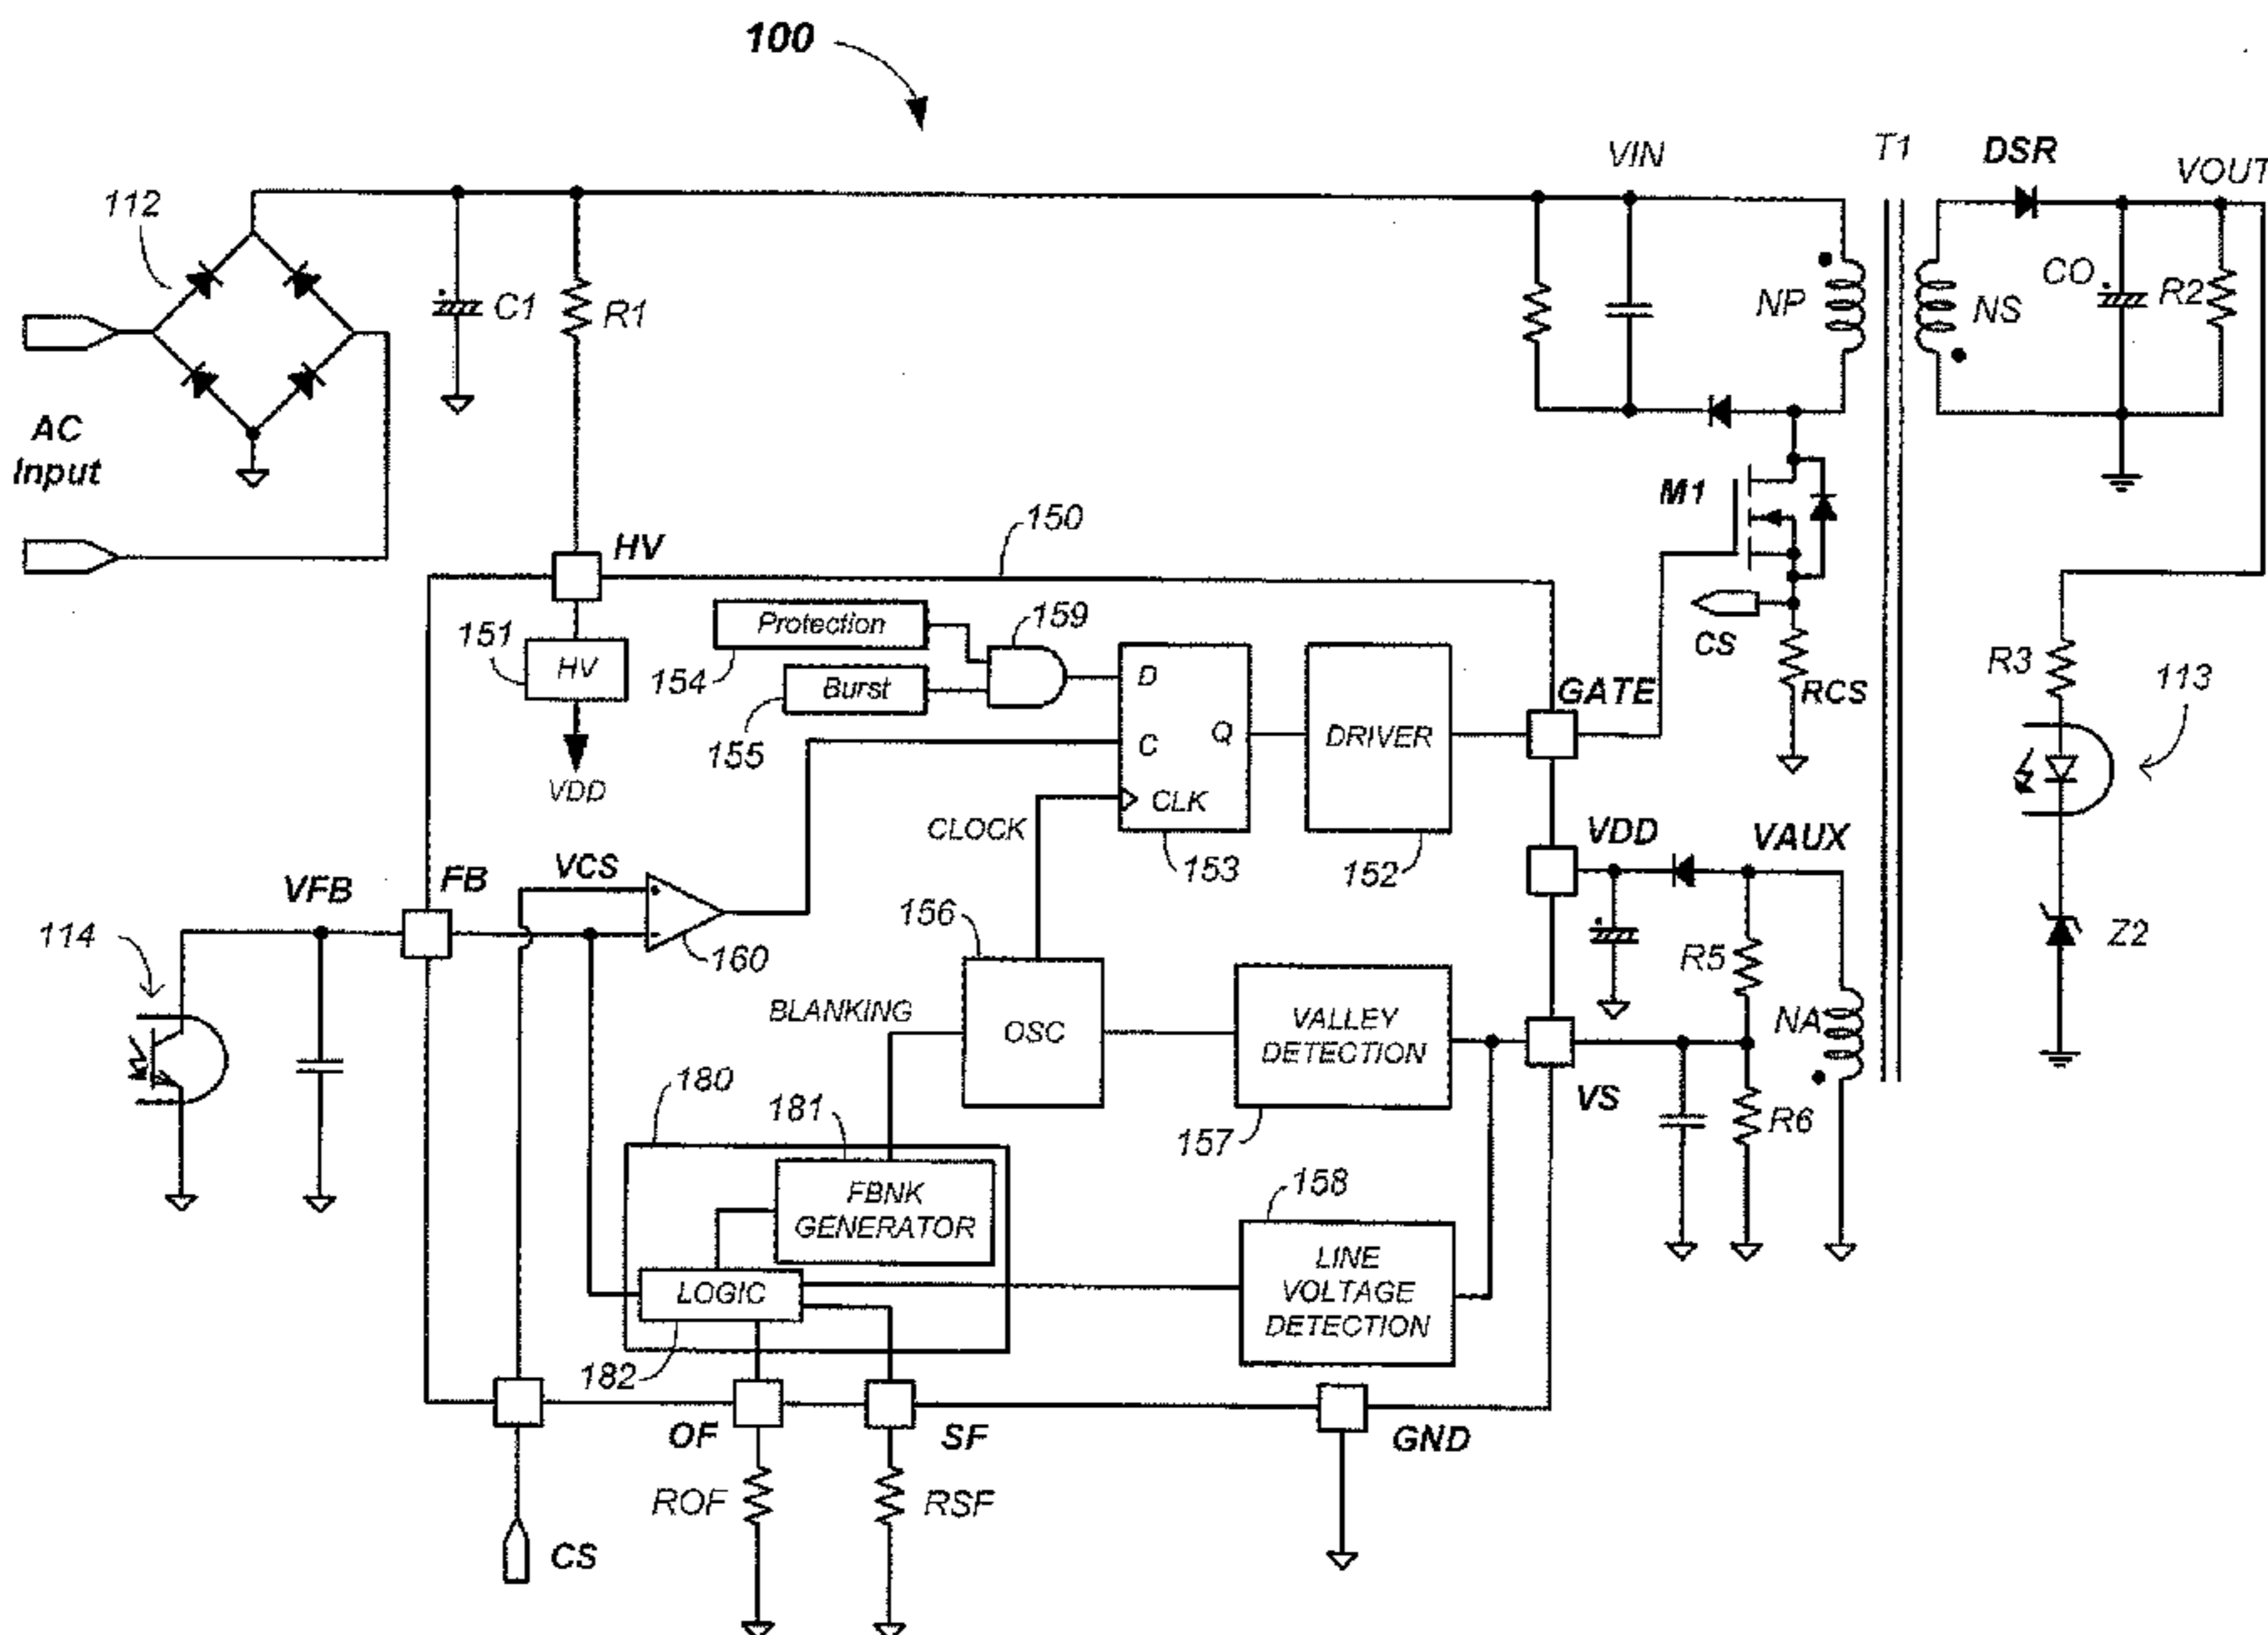 100
VIN
T1
DSR
VOUT
112
C1
R1
NP
NS
CO
R2
AC
Input
M1
HV
150
CS
RCS
R3
113
151
HV
VDD
Protection
154
Burst
155
159
D
C
Q
CLK
153
DRIVER
152
GATE
CLOCK
VDD
VAUX
VFB
FB
VCS
160
114
156
OSC
BLANKING
VALLEY
DETECTION
157
VS
R5
NA
R6
Z2
180
181
FBNK
GENERATOR
LOGIC
182
158
LINE
VOLTAGE
DETECTION
OF
SF
GND
ROF
RSF
CS